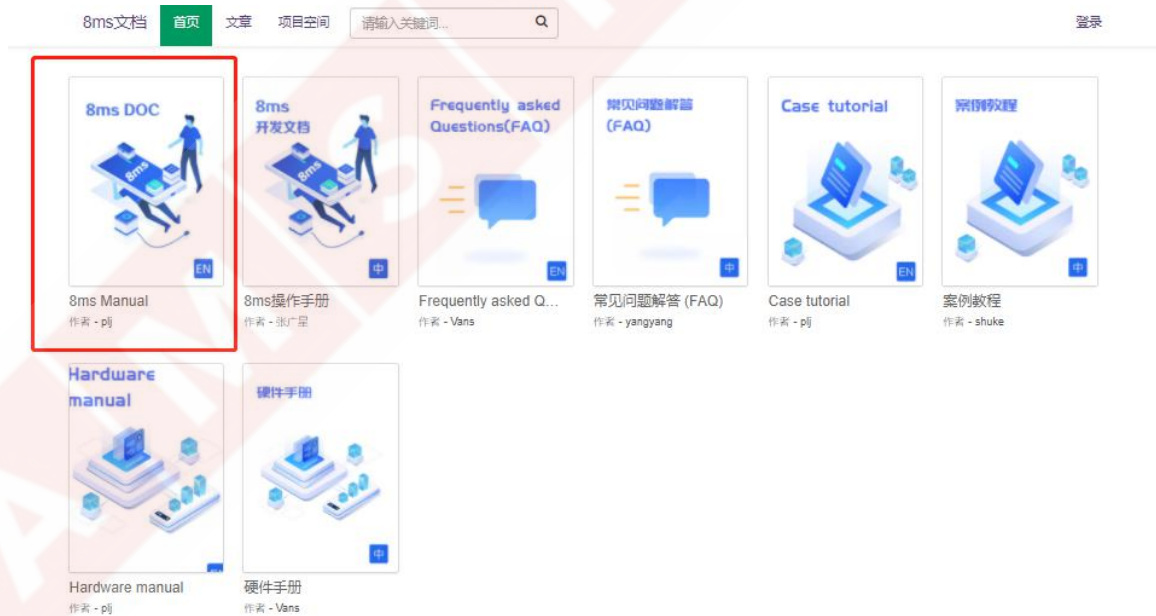 8ms文档 首页 文章 项目空间 请输入关键词... 登录
8ms DOC
8ms
EN
8ms Manual
作者 - plj
8ms
开发文档
8ms
中
8ms操作手册
作者 - 张广星
Frequently asked
Questions(FAQ)
EN
Frequently asked Q...
作者 - Vans
常见问题解答
(FAQ)
中
常见问题解答 (FAQ)
作者 - yangyang
Case tutorial
EN
Case tutorial
作者 - plj
案例教程
中
案例教程
作者 - shuke
Hardware
manual
Hardware manual
作者 - plj
硬件手册
中
硬件手册
作者 - Vans